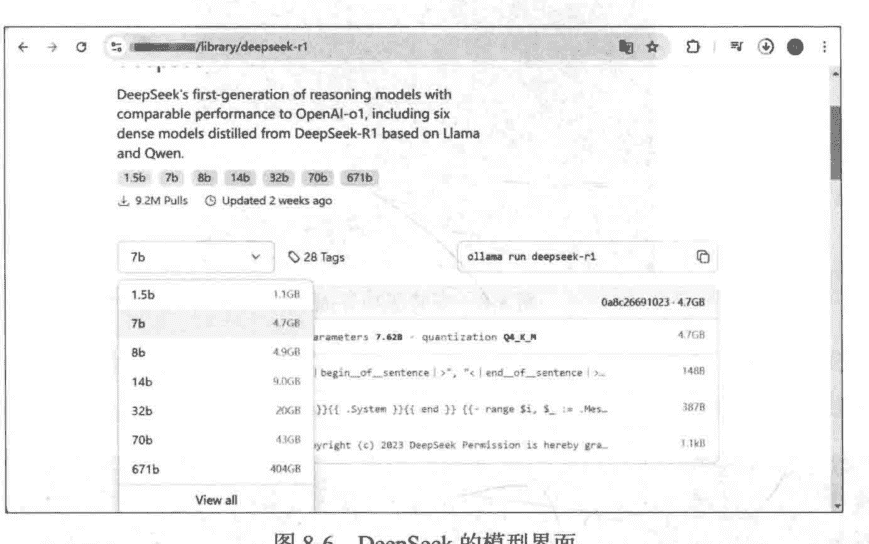 /library/deepseek-r1
DeepSeek's first-generation of reasoning models with
comparable performance to OpenAI-o1, including six
dense models distilled from DeepSeek-R1 based on Llama
and Qwen.
1.5b 7b 8b 14b 32b 70b 671b
9.2M Pulls Updated 2 weeks ago
7b 28 Tags ollama run deepseek-r1
1.5b 1.1GB 0a8c26691023 · 4.7GB
7b 4.7GB arameters 7.62B · quantization Q4_K_M 4.7GB
8b 4.9GB
14b 9.0GB |begin__of__sentence|>", "<|end__of__sentence|>… 148B
32b 20GB }}{{ .System }}{{ end }} {{- range $i, $_ := .Mes… 387B
70b 43GB yright (c) 2023 DeepSeek Permission is hereby gra… 1.1kB
671b 404GB
View all
图 8-6 DeepSeek 的模型界面